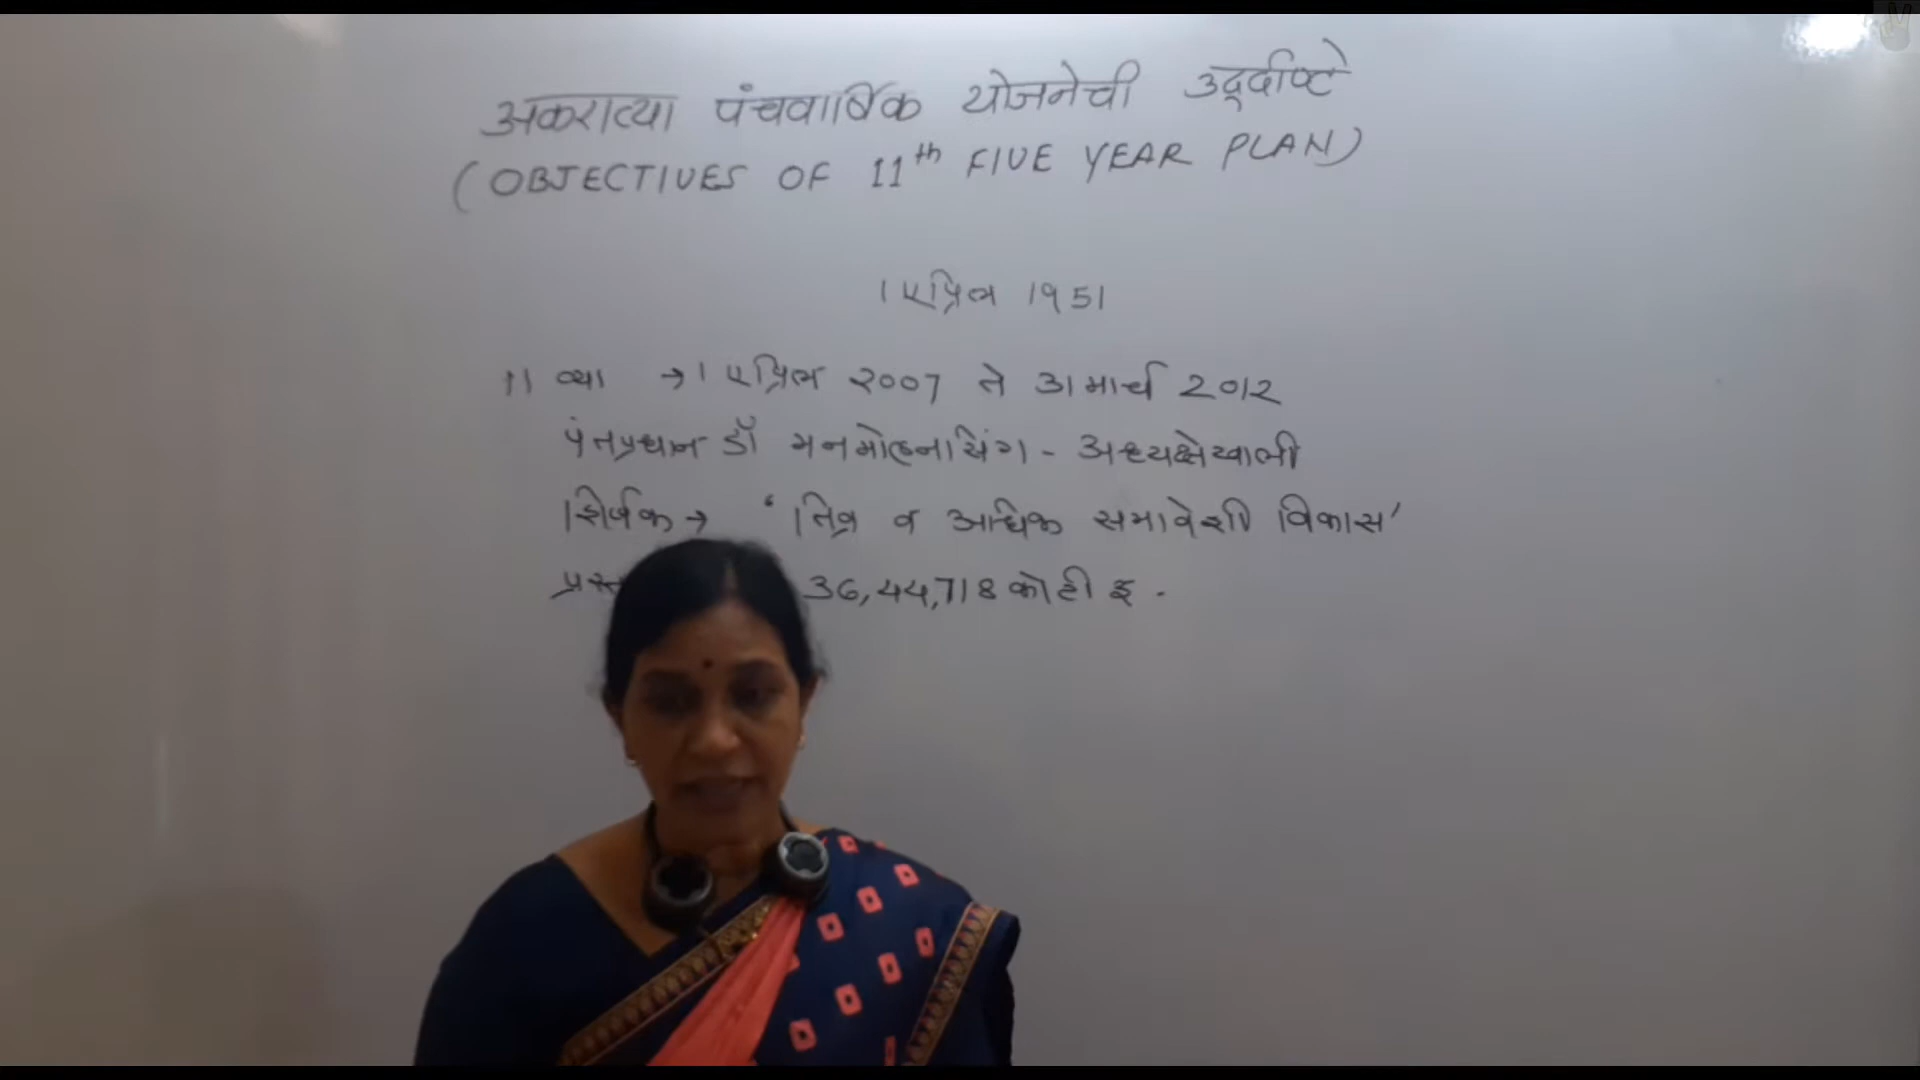 अकराव्या पंचवार्षिक योजनेची उद्दीष्टे
(OBJECTIVES OF 11th FIVE YEAR PLAN)
1 एप्रिल 1951
11 व्या → 1 एप्रिल 2007 ते 31 मार्च 2012
पंतप्रधान डॉ मनमोहनसिंग - अध्यक्षेखाली
शिर्षक → 'तिव्र व अधिक समावेशी विकास'
36,44,718 कोटी रु.